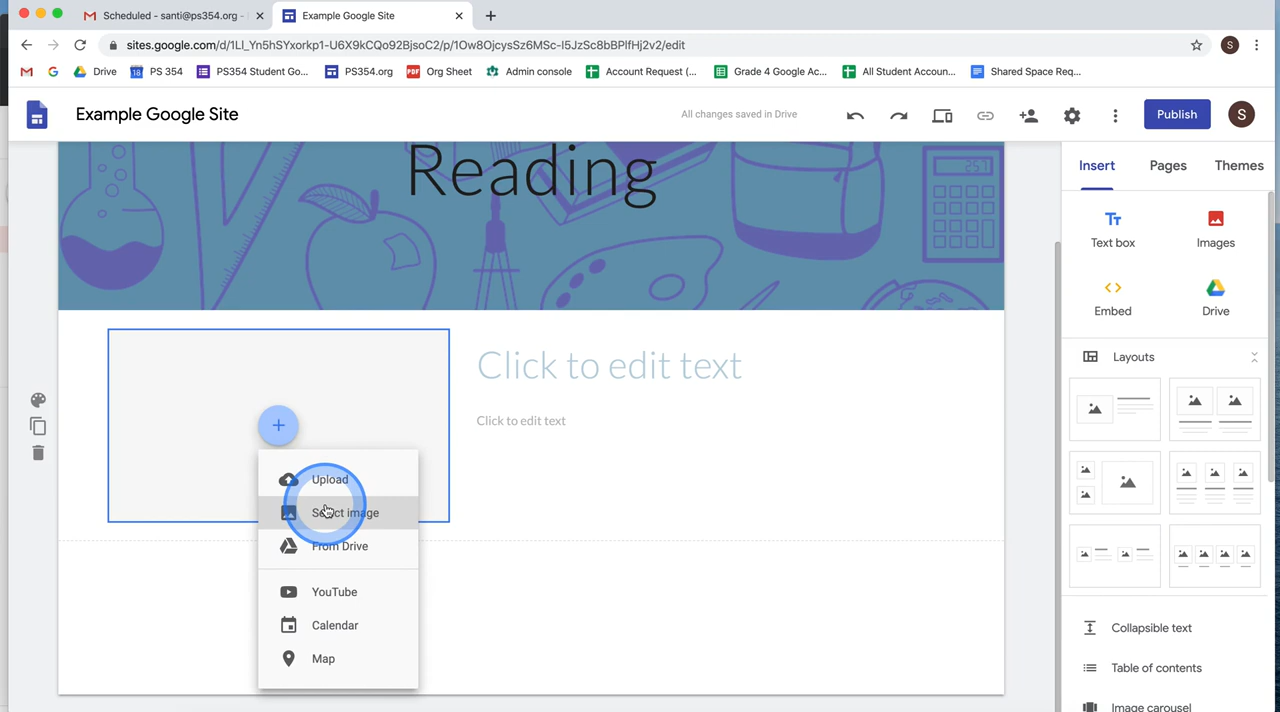 Scheduled - santi@ps354.org -
Example Google Site
sites.google.com/d/1Ll_Yn5hSYxorkp1-U6X9kCQo92BjsoC2/p/1Ow8OjcysSz6MSc-I5JzSc8bBPlfHj2v2/edit
S
Drive
18
PS 354
PS354 Student Go...
PS354.org
PDF
Org Sheet
Admin console
Account Request (...
Grade 4 Google Ac...
All Student Accoun...
Shared Space Req...
Example Google Site
All changes saved in Drive
Publish
S
Reading
Click to edit text
Click to edit text
Upload
Select image
From Drive
YouTube
Calendar
Map
Insert
Pages
Themes
Tт
Text box
Images
Embed
Drive
Layouts
Collapsible text
Table of contents
Image carousel